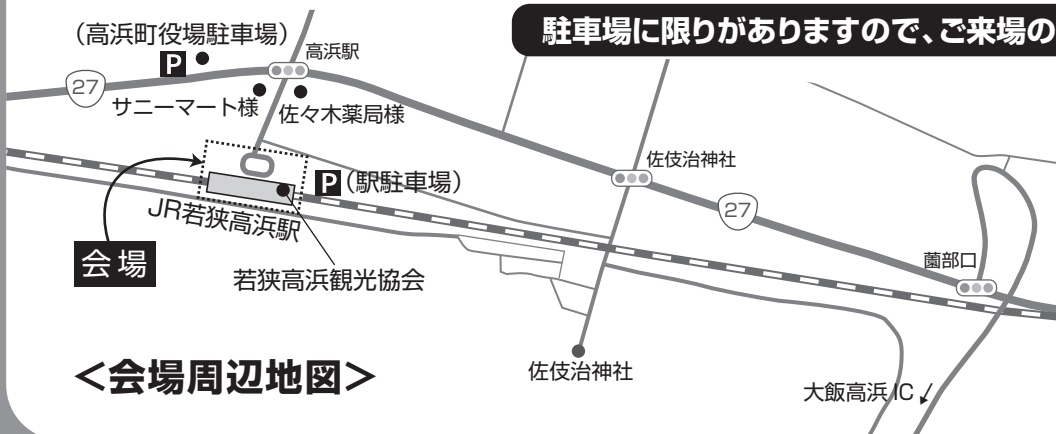 駐車場に限りがありますので、ご来場の
（高浜町役場駐車場）
P
高浜駅
27
サニーマート様
佐々木薬局様
佐伎治神社
P（駅駐車場）
27
JR若狭高浜駅
会場
若狭高浜観光協会
薗部口
佐伎治神社
＜会場周辺地図＞
大飯高浜IC